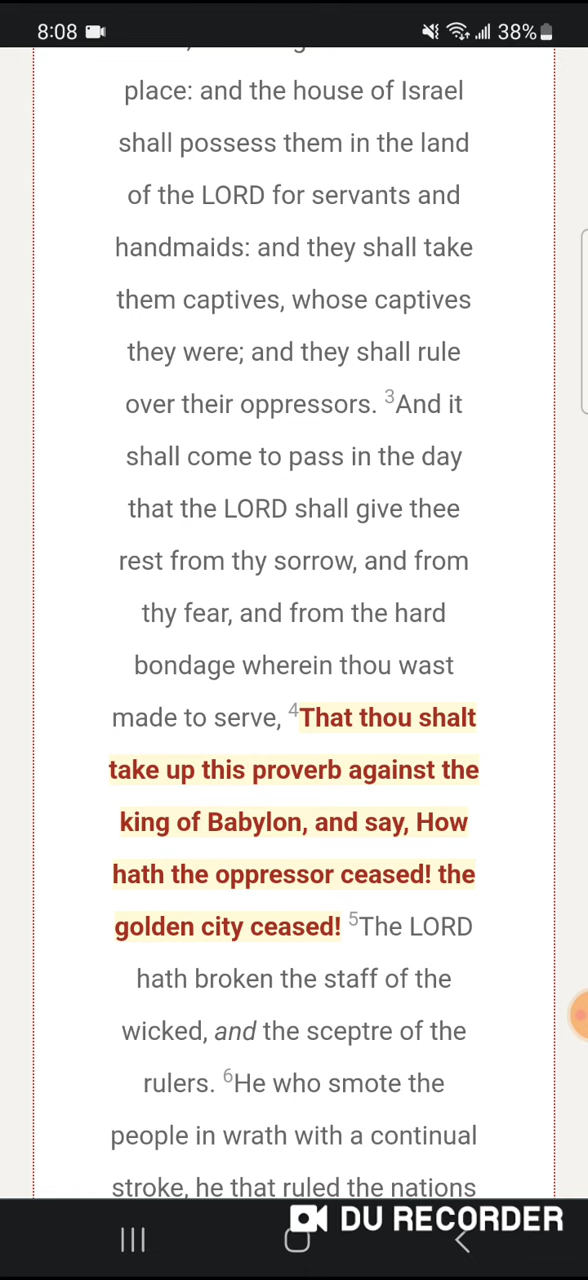 8:08 38%
place: and the house of Israel
shall possess them in the land
of the LORD for servants and
handmaids: and they shall take
them captives, whose captives
they were; and they shall rule
over their oppressors. 3And it
shall come to pass in the day
that the LORD shall give thee
rest from thy sorrow, and from
thy fear, and from the hard
bondage wherein thou wast
made to serve, 4That thou shalt
take up this proverb against the
king of Babylon, and say, How
hath the oppressor ceased! the
golden city ceased! 5The LORD
hath broken the staff of the
wicked, and the sceptre of the
rulers. 6He who smote the
people in wrath with a continual
stroke, he that ruled the nations
DU RECORDER